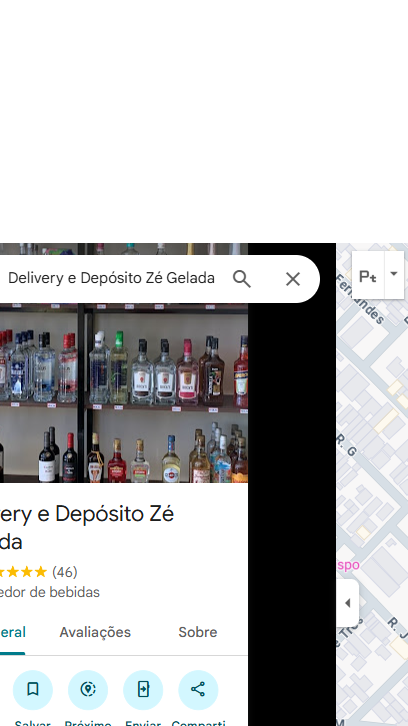 Delivery e Depósito Zé Gelada
Pt
Fernandes
R. G
ery e Depósito Zé
da
(46)
edor de bebidas
eral Avaliações Sobre
spo
R. J
Salvar Próximo Enviar Comparti